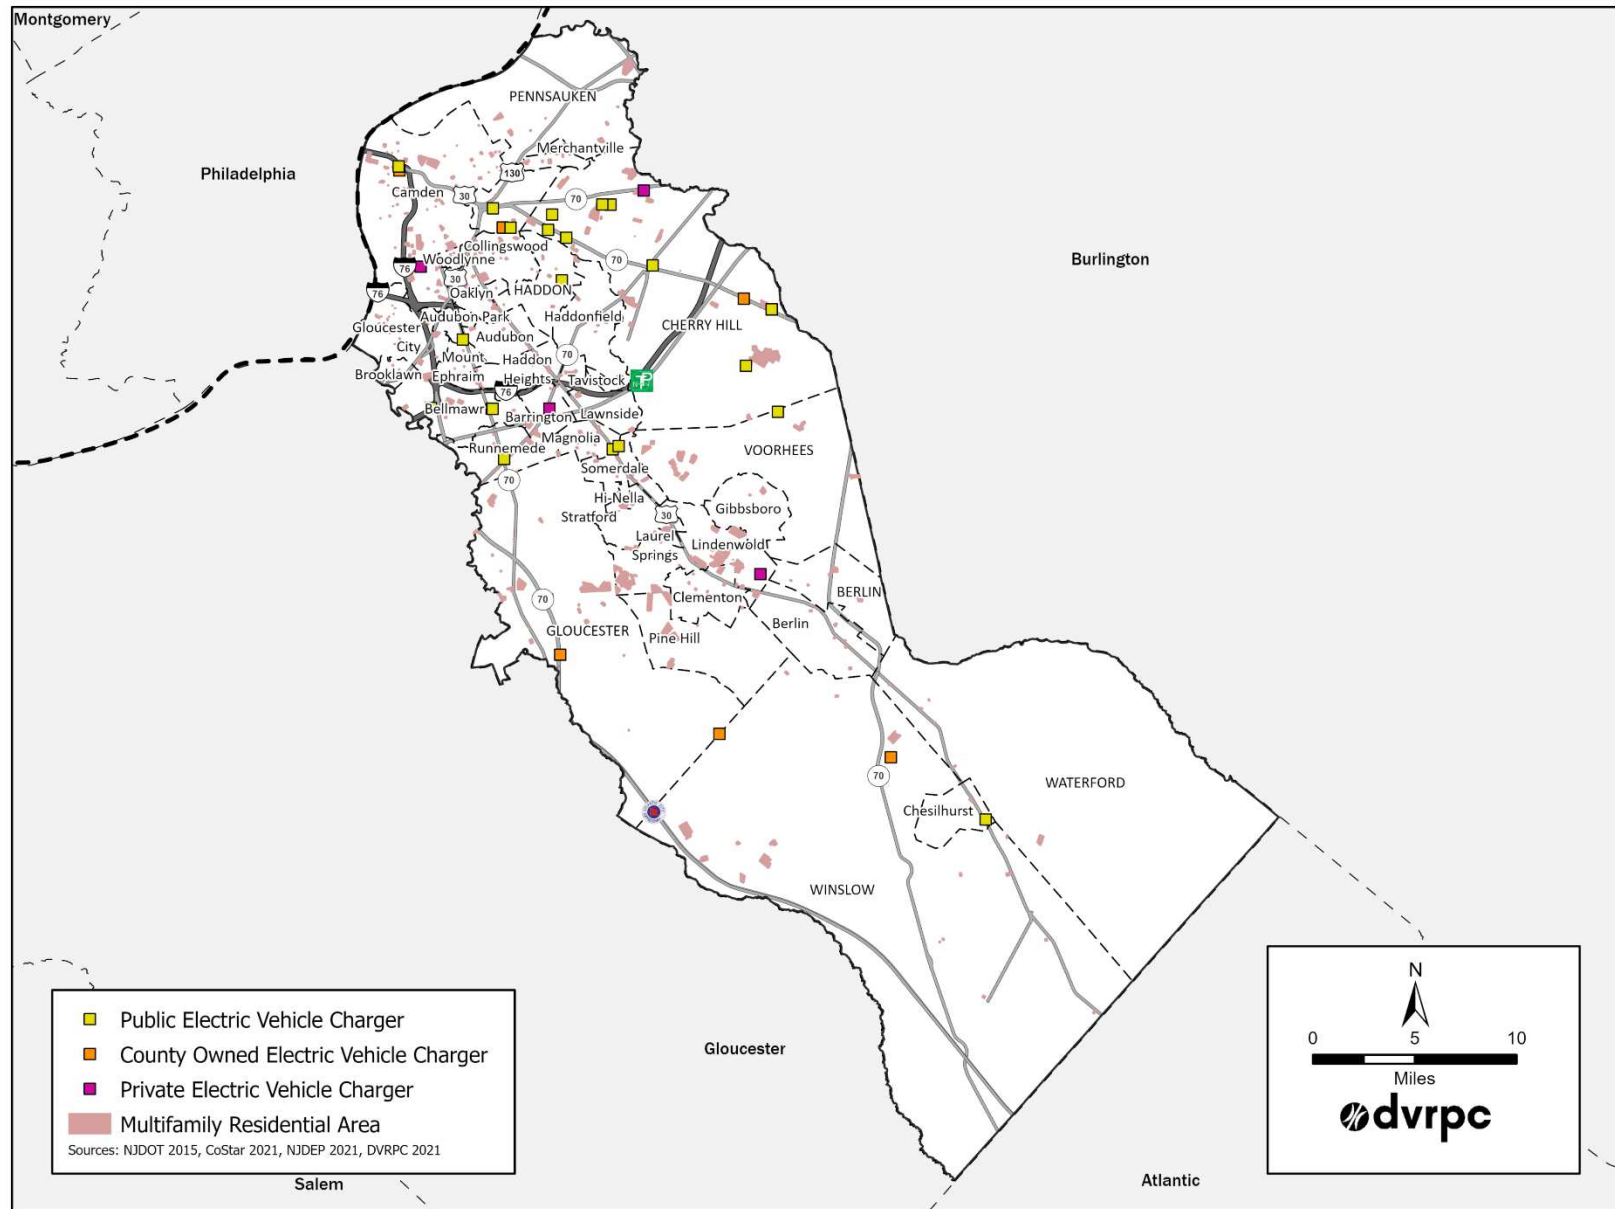 Montgomery
PENNSAUKEN
Merchantville
Philadelphia
130
Camden
30
70
Collingswood
Woodlynne
76
30
70
Burlington
76
Oaklyn
HADDON
Audubon Park
Haddonfield
Gloucester
City
CHERRY HILL
Audubon
Mount
Ephraim
Haddon
Heights
70
Brooklawn
76
Tavistock
Bellmawr
Barrington
Lawnside
Magnolia
Runnemede
VOORHEES
Somerdale
70
Hi-Nella
Stratford
30
Gibbsboro
Laurel
Springs
Lindenwold
70
Clementon
BERLIN
Berlin
GLOUCESTER
Pine Hill
70
WATERFORD
Chesilhurst
WINSLOW
Public Electric Vehicle Charger
County Owned Electric Vehicle Charger
Private Electric Vehicle Charger
Multifamily Residential Area
Sources: NJDOT 2015, CoStar 2021, NJDEP 2021, DVRPC 2021
Gloucester
Salem
Atlantic
N
0 5 10
Miles
dvrpc